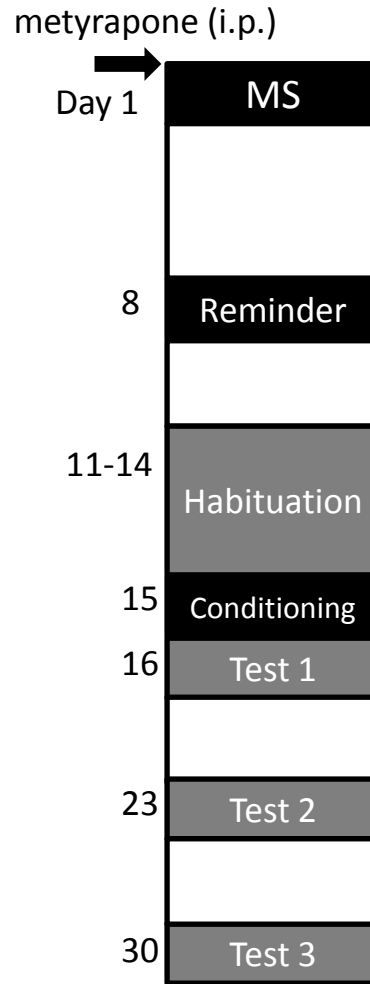 metyrapone (i.p.)
Day 1
MS
8
Reminder
11-14
Habituation
15
Conditioning
16
Test 1
23
Test 2
30
Test 3